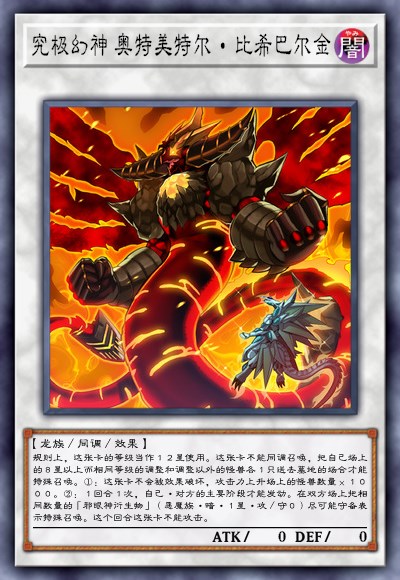 究极幻神 奥特美特尔·比希巴尔金
やみ
闇
【龙族/同调/效果】
规则上，这张卡的等级当作12星使用。这张卡不能同调召唤，把自己场上
的8星以上而相同等级的调整和调整以外的怪兽各1只送去墓地的场合才能
特殊召唤。①：这张卡不会被效果破坏，攻击力上升场上的怪兽数量×10
00。②：1回合1次，自己·对方的主要阶段才能发动。在双方场上把相
同数量的「邪眼神衍生物」（恶魔族·暗·1星·攻/守0）尽可能守备表
示特殊召唤。这个回合这张卡不能攻击。
ATK/ 0 DEF/ 0